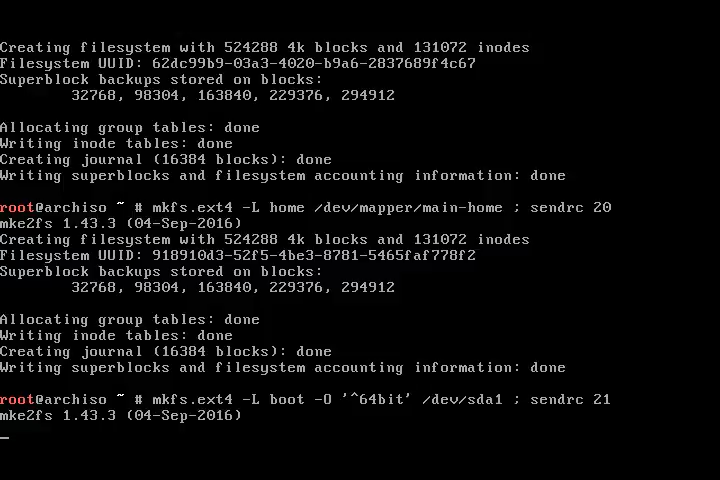 Creating filesystem with 524288 4k blocks and 131072 inodes
Filesystem UUID: 62dc99b9-03a3-4020-b9a6-2837689f4c67
Superblock backups stored on blocks:
32768, 98304, 163840, 229376, 294912
Allocating group tables: done
Writing inode tables: done
Creating journal (16384 blocks): done
Writing superblocks and filesystem accounting information: done
root@archiso ~ # mkfs.ext4 -L home /dev/mapper/main-home ; sendrc 20
mke2fs 1.43.3 (04-Sep-2016)
Creating filesystem with 524288 4k blocks and 131072 inodes
Filesystem UUID: 918910d3-52f5-4be3-8781-5465faf778f2
Superblock backups stored on blocks:
32768, 98304, 163840, 229376, 294912
Allocating group tables: done
Writing inode tables: done
Creating journal (16384 blocks): done
Writing superblocks and filesystem accounting information: done
root@archiso ~ # mkfs.ext4 -L boot -O '^64bit' /dev/sda1 ; sendrc 21
mke2fs 1.43.3 (04-Sep-2016)